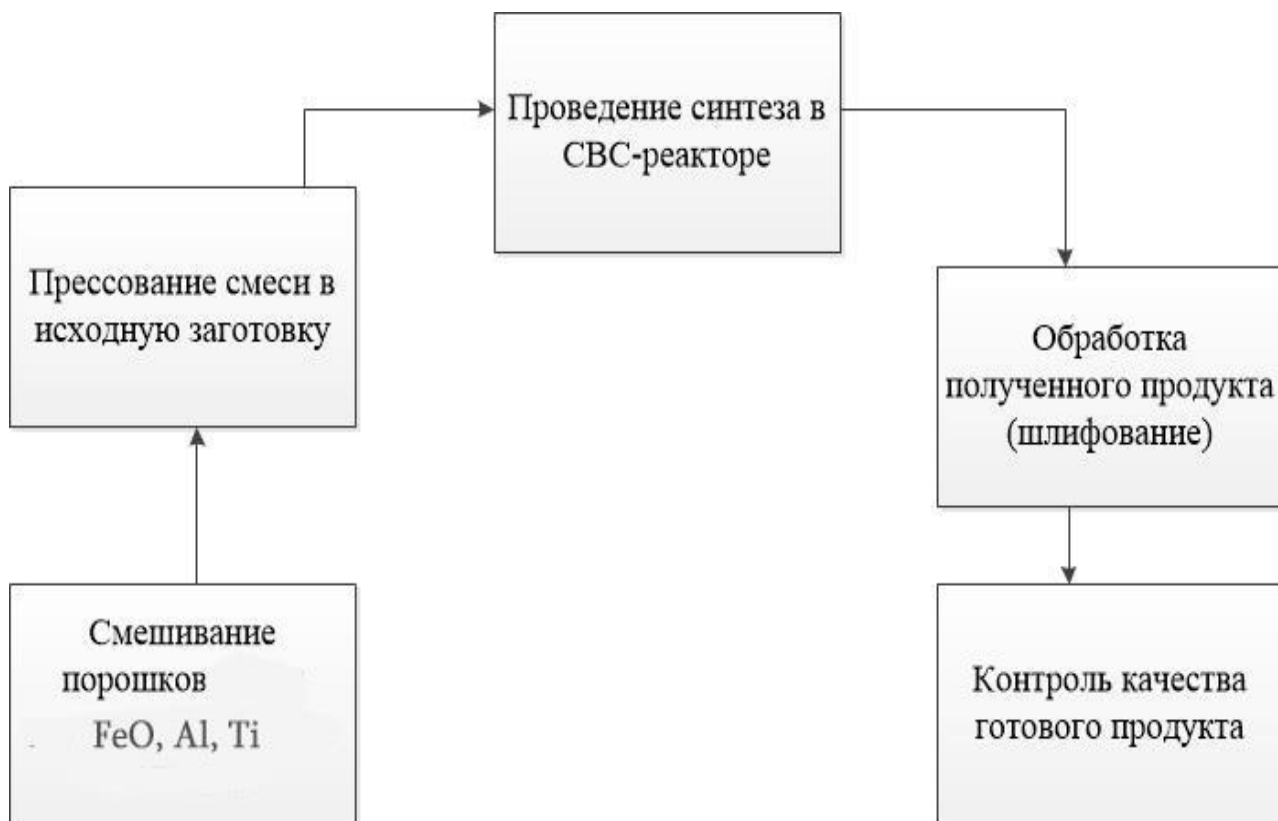 Смешивание
порошков
FeO, Al, Ti
Прессование смеси в
исходную заготовку
Проведение синтеза в
СВС-реакторе
Обработка
полученного продукта
(шлифование)
Контроль качества
готового продукта